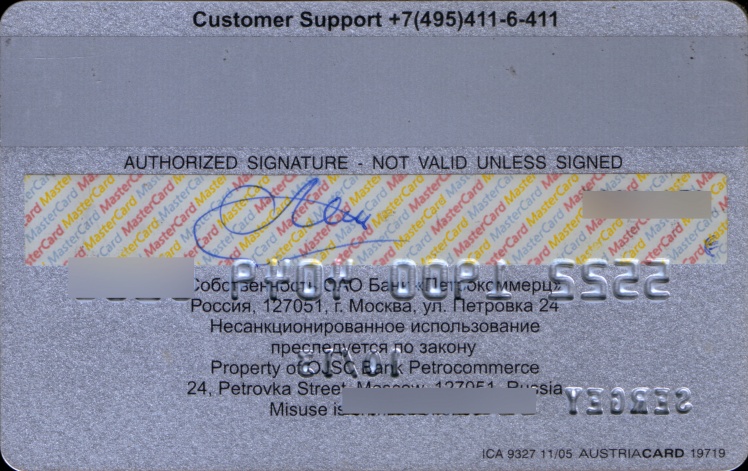 Customer Support +7(495)411-6-411
AUTHORIZED SIGNATURE - NOT VALID UNLESS SIGNED
Собственность ОАО Банк «Петрокоммерц»
Россия, 127051, г. Москва, ул. Петровка 24
Несанкционированное использование
преследуется по закону
Property of OJSC Bank Petrocommerce
24, Petrovka Street, Moscow, 127051, Russia
Misuse is
SERGEY
ICA 9327 11/05 AUSTRIACARD 19719